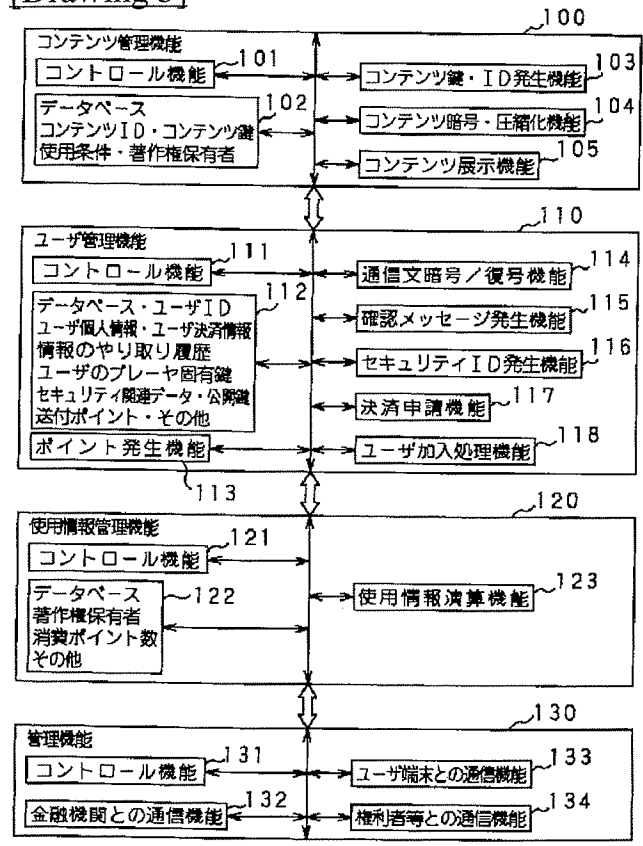 [Drawing 3]
100
コンテンツ管理機能
コントロール機能
101
データベース
コンテンツID・コンテンツ鍵
使用条件・著作権保有者
102
コンテンツ鍵・ID発生機能
103
コンテンツ暗号・圧縮化機能
104
コンテンツ展示機能
105
110
ユーザ管理機能
コントロール機能
111
データベース・ユーザID
ユーザ個人情報・ユーザ決済情報
情報のやり取り履歴
ユーザのプレーヤ固有鍵
セキュリティ関連データ・公開鍵
送付ポイント・その他
112
ポイント発生機能
113
通信文暗号/復号機能
114
確認メッセージ発生機能
115
セキュリティID発生機能
116
決済申請機能
117
ユーザ加入処理機能
118
120
使用情報管理機能
コントロール機能
121
データベース
著作権保有者
消費ポイント数
その他
122
使用情報演算機能
123
130
管理機能
コントロール機能
131
金融機関との通信機能
132
ユーザ端末との通信機能
133
権利者等との通信機能
134